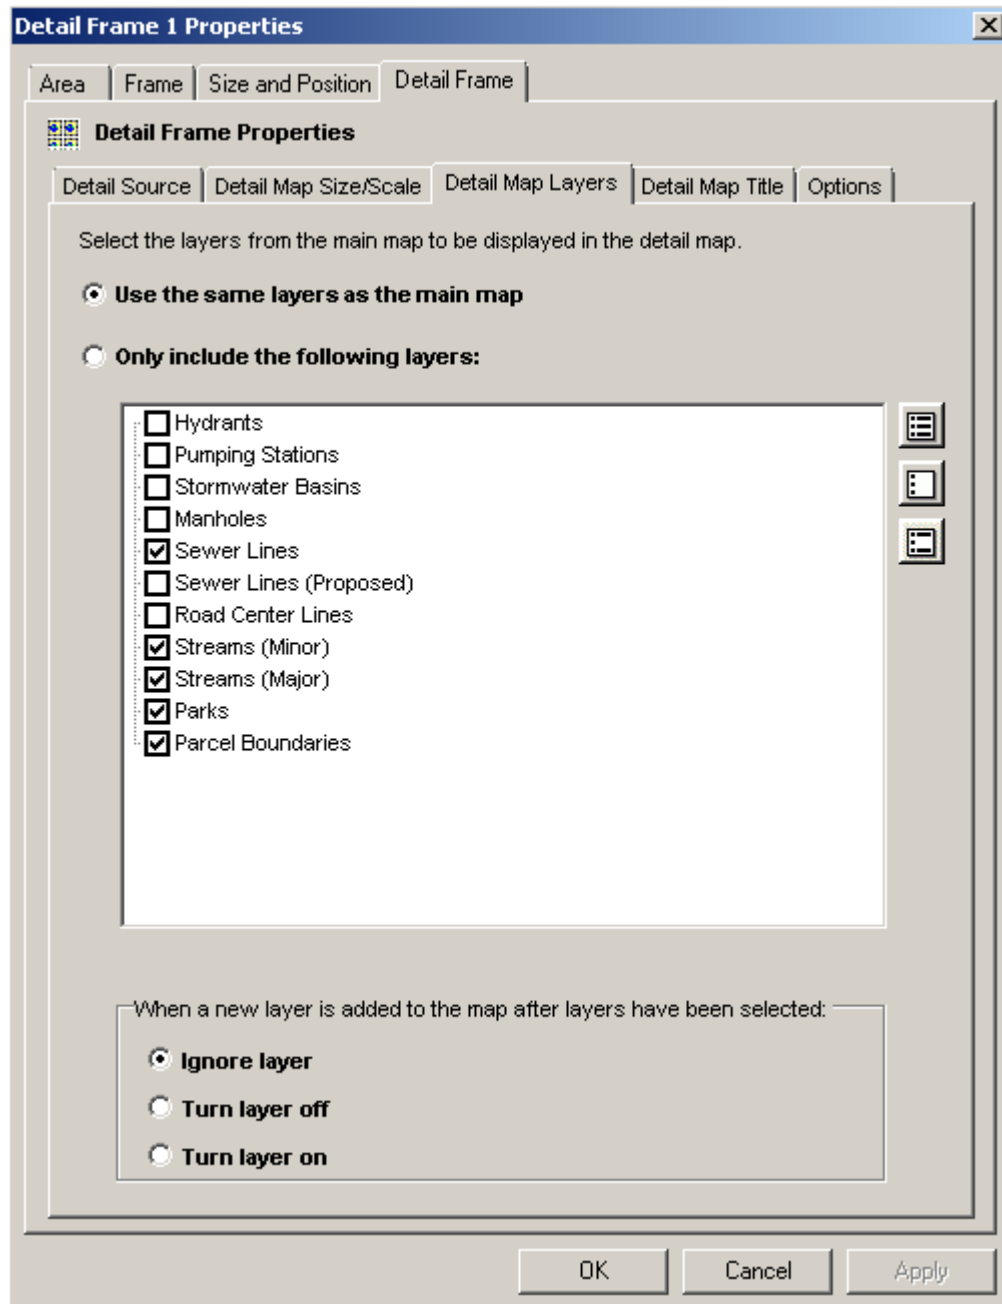 Detail Frame 1 Properties
Area Frame Size and Position Detail Frame
Detail Frame Properties
Detail Source Detail Map Size/Scale Detail Map Layers Detail Map Title Options
Select the layers from the main map to be displayed in the detail map.
Use the same layers as the main map
Only include the following layers:
Hydrants
Pumping Stations
Stormwater Basins
Manholes
Sewer Lines
Sewer Lines (Proposed)
Road Center Lines
Streams (Minor)
Streams (Major)
Parks
Parcel Boundaries
When a new layer is added to the map after layers have been selected:
Ignore layer
Turn layer off
Turn layer on
OK Cancel Apply